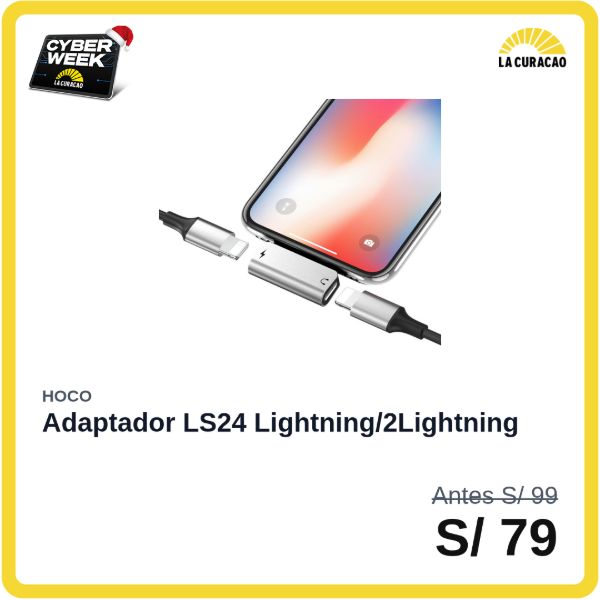 CYBER
WEEK
LA CURACAO
LA CURACAO
HOCO
Adaptador LS24 Lightning/2Lightning
Antes S/ 99
S/ 79